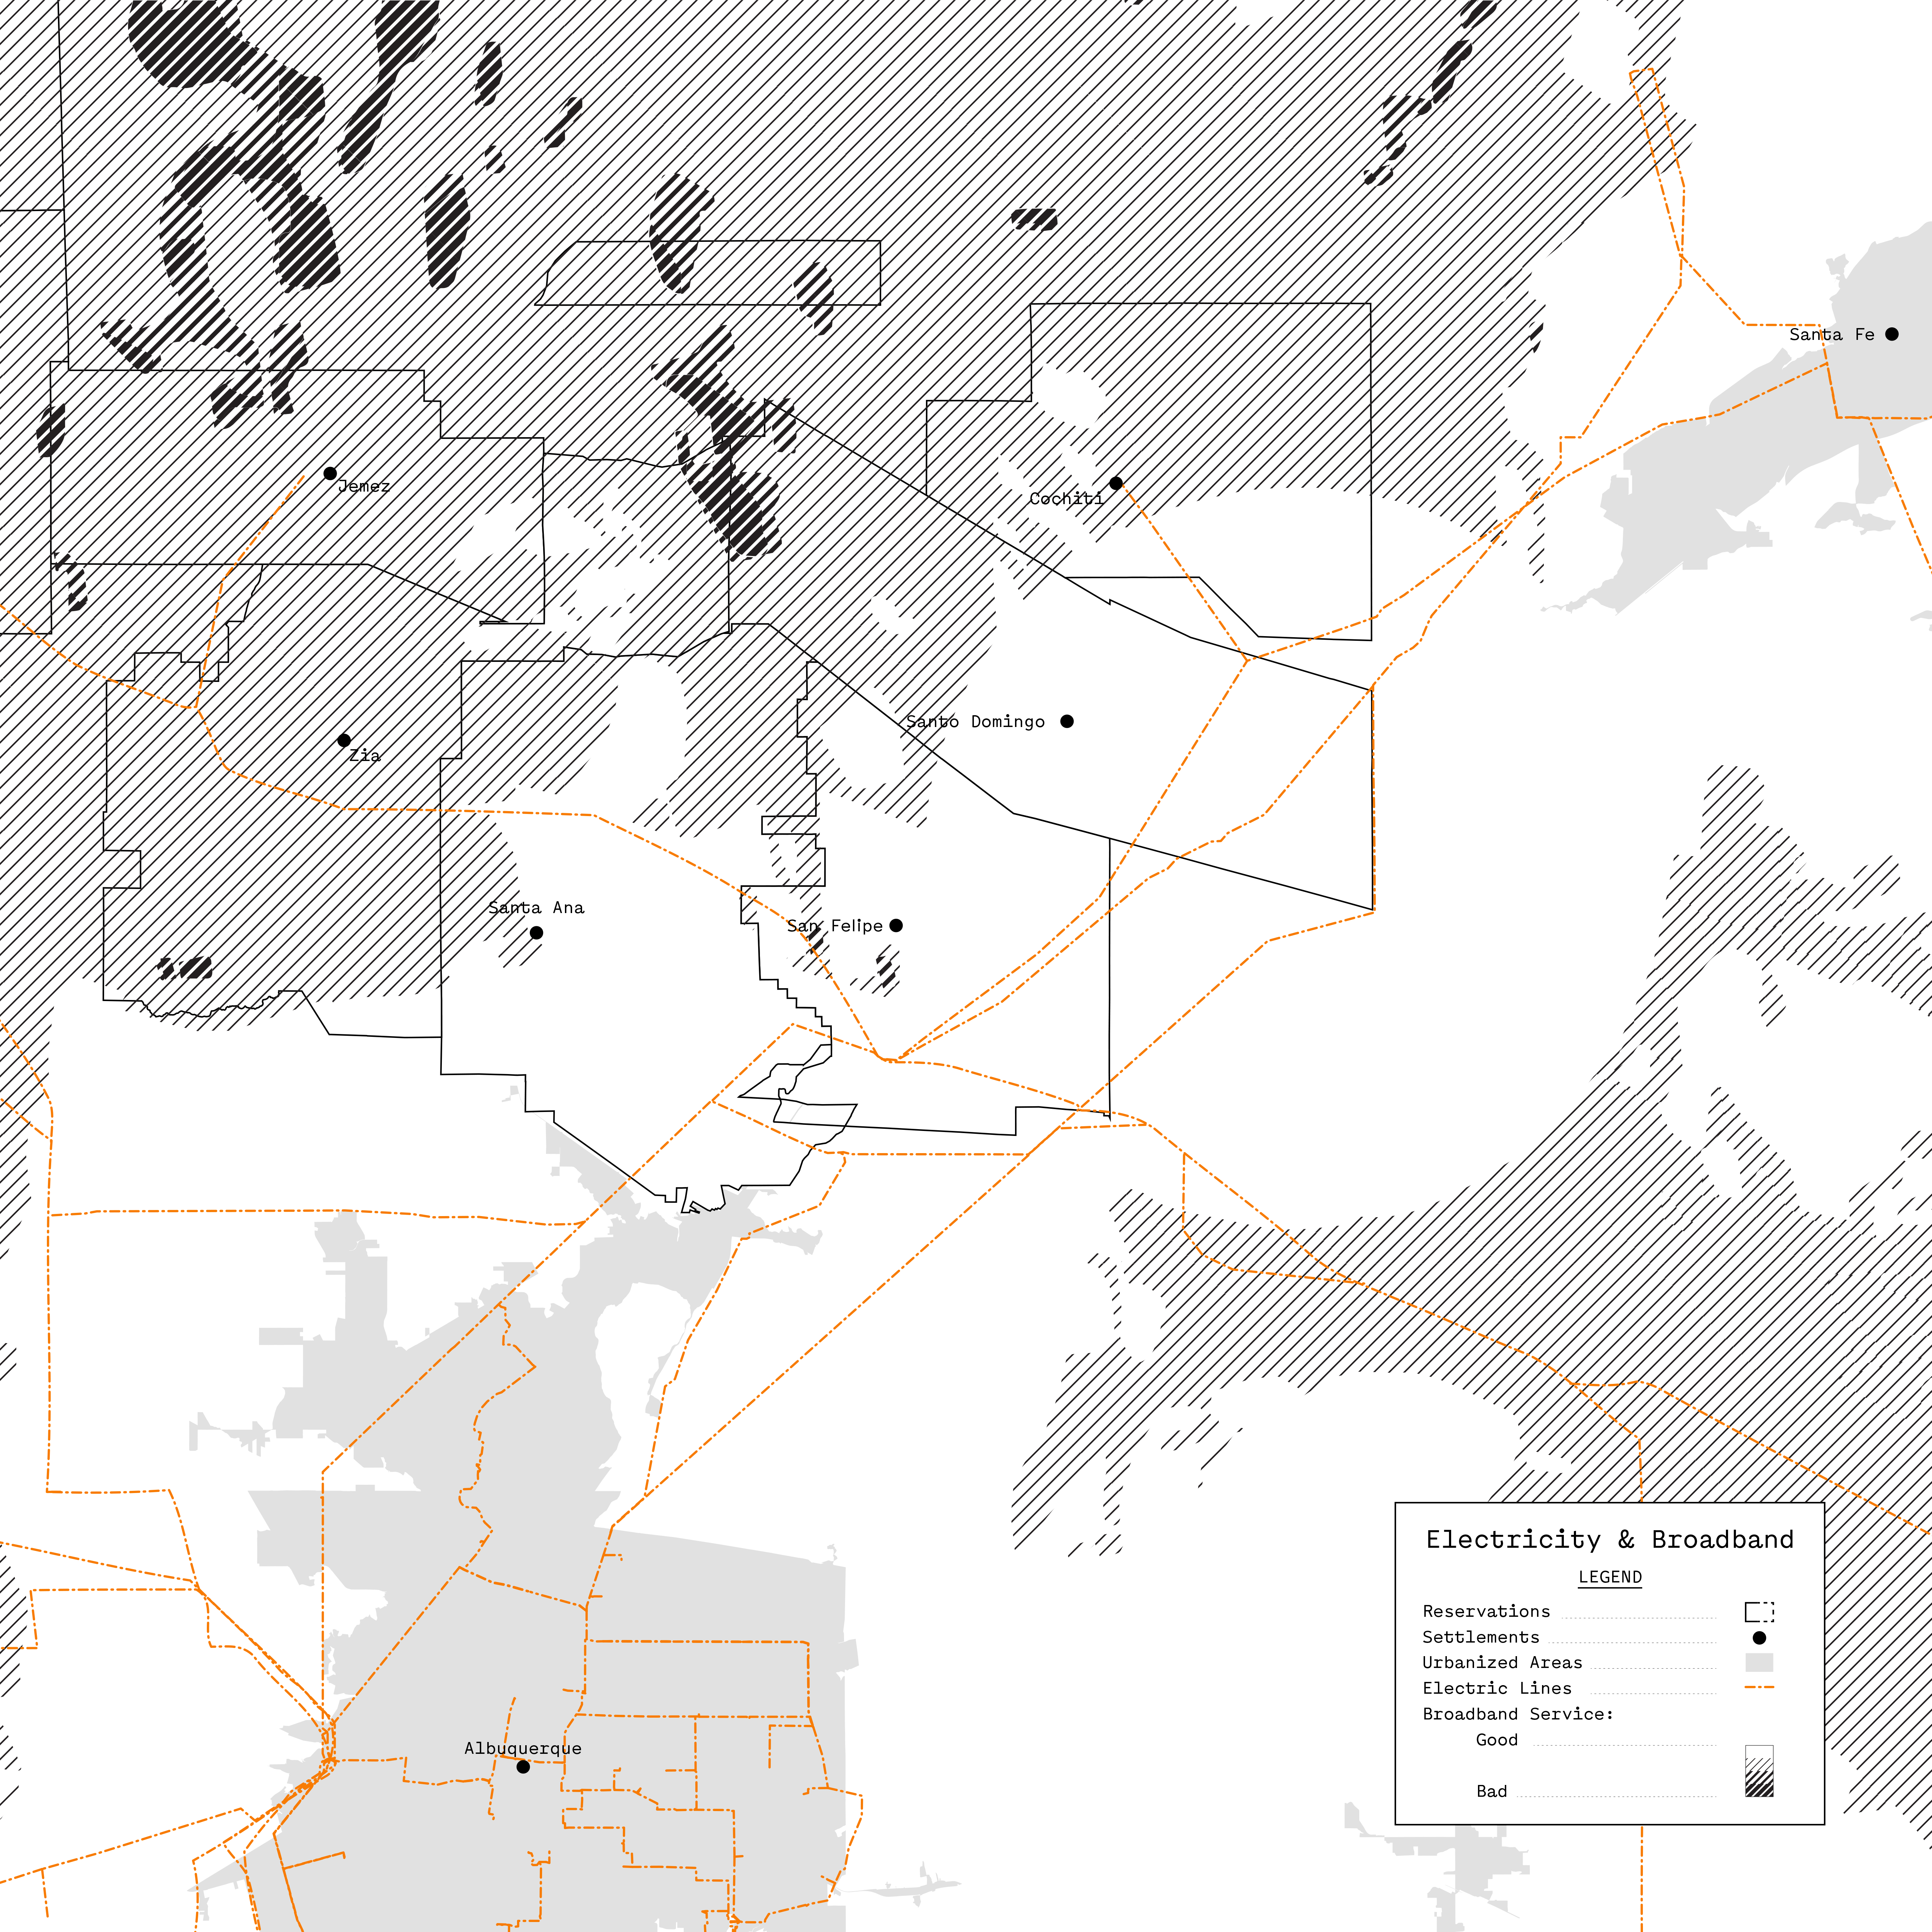 Santa Fe
Jemez
Cochiti
Santo Domingo
Zia
Santa Ana
San Felipe
Albuquerque
Electricity & Broadband
LEGEND
Reservations
Settlements
Urbanized Areas
Electric Lines
Broadband Service:
Good
Bad